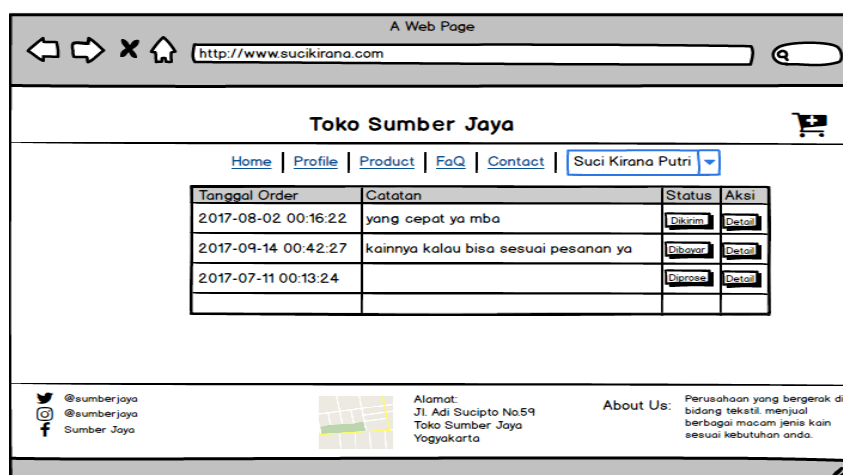 A Web Page
http://www.sucikirana.com
Toko Sumber Jaya
Home | Profile | Product | FaQ | Contact | Suci Kirana Putri
Tanggal Order Catatan Status Aksi
2017-08-02 00:16:22 yang cepat ya mba Dikirim Detail
2017-09-14 00:42:27 kainnya kalau bisa sesuai pesanan ya Dibayar Detail
2017-07-11 00:13:24 Diprose Detail
@sumberjaya
@sumberjaya
Sumber Jaya
Alamat:
Jl. Adi Sucipto No.59
Toko Sumber Jaya
Yogyakarta
About Us:
Perusahaan yang bergerak di
bidang tekstil. menjual
berbagai macam jenis kain
sesuai kebutuhan anda.